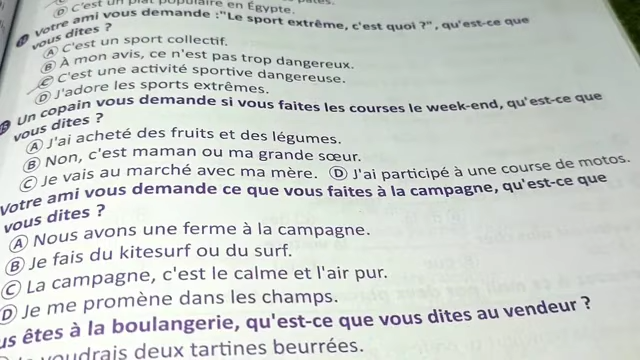 D C'est un plat populaire en Égypte.
Votre ami vous demande :"Le sport extrême, c'est quoi ?", qu'est-ce que
vous dites ?
A C'est un sport collectif.
B À mon avis, ce n'est pas trop dangereux.
C C'est une activité sportive dangereuse.
D J'adore les sports extrêmes.
Un copain vous demande si vous faites les courses le week-end, qu'est-ce que
vous dites ?
A J'ai acheté des fruits et des légumes.
B Non, c'est maman ou ma grande sœur.
C Je vais au marché avec ma mère. D J'ai participé à une course de motos.
Votre ami vous demande ce que vous faites à la campagne, qu'est-ce que
vous dites ?
A Nous avons une ferme à la campagne.
B Je fais du kitesurf ou du surf.
C La campagne, c'est le calme et l'air pur.
D Je me promène dans les champs.
us êtes à la boulangerie, qu'est-ce que vous dites au vendeur ?
voudrais deux tartines beurrées.